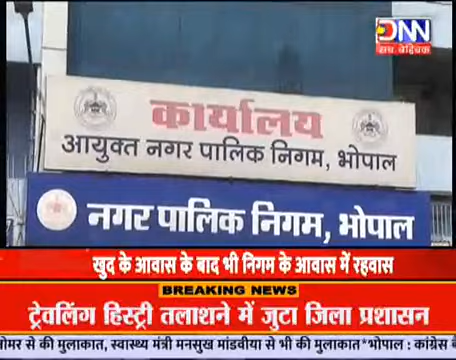 DNN
सच. बेहिचक
कार्यालय
आयुक्त नगर पालिक निगम, भोपाल
नगर पालिक निगम, भोपाल
खुद के आवास के बाद भी निगम के आवास में रहवास
BREAKING NEWS
ट्रेवलिंग हिस्ट्री तलाशने में जुटा जिला प्रशासन
से की मुलाकात, स्वास्थ्य मंत्री मनसुख मांडवीया से भी की मुलाकात*भोपाल : कांग्रेस